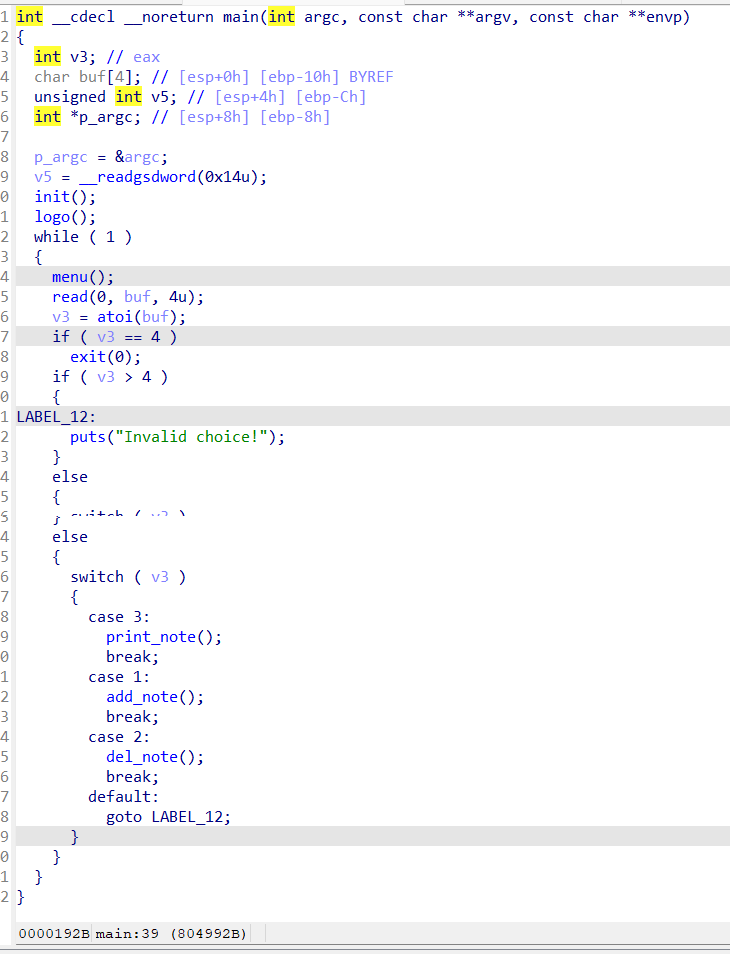 1 int __cdecl __noreturn main(int argc, const char **argv, const char **envp)
2 {
3   int v3; // eax
4   char buf[4]; // [esp+0h] [ebp-10h] BYREF
5   unsigned int v5; // [esp+4h] [ebp-Ch]
6   int *p_argc; // [esp+8h] [ebp-8h]
7
8   p_argc = &argc;
9   v5 = __readgsdword(0x14u);
0   init();
1   logo();
2   while ( 1 )
3   {
4     menu();
5     read(0, buf, 4u);
6     v3 = atoi(buf);
7     if ( v3 == 4 )
8       exit(0);
9     if ( v3 > 4 )
0     {
1 LABEL_12:
2       puts("Invalid choice!");
3     }
4     else
5     {
4     else
5     {
6       switch ( v3 )
7       {
8         case 3:
9           print_note();
0           break;
1         case 1:
2           add_note();
3           break;
4         case 2:
5           del_note();
6           break;
7         default:
8           goto LABEL_12;
9       }
0     }
1   }
2 }
0000192B main:39 (804992B)